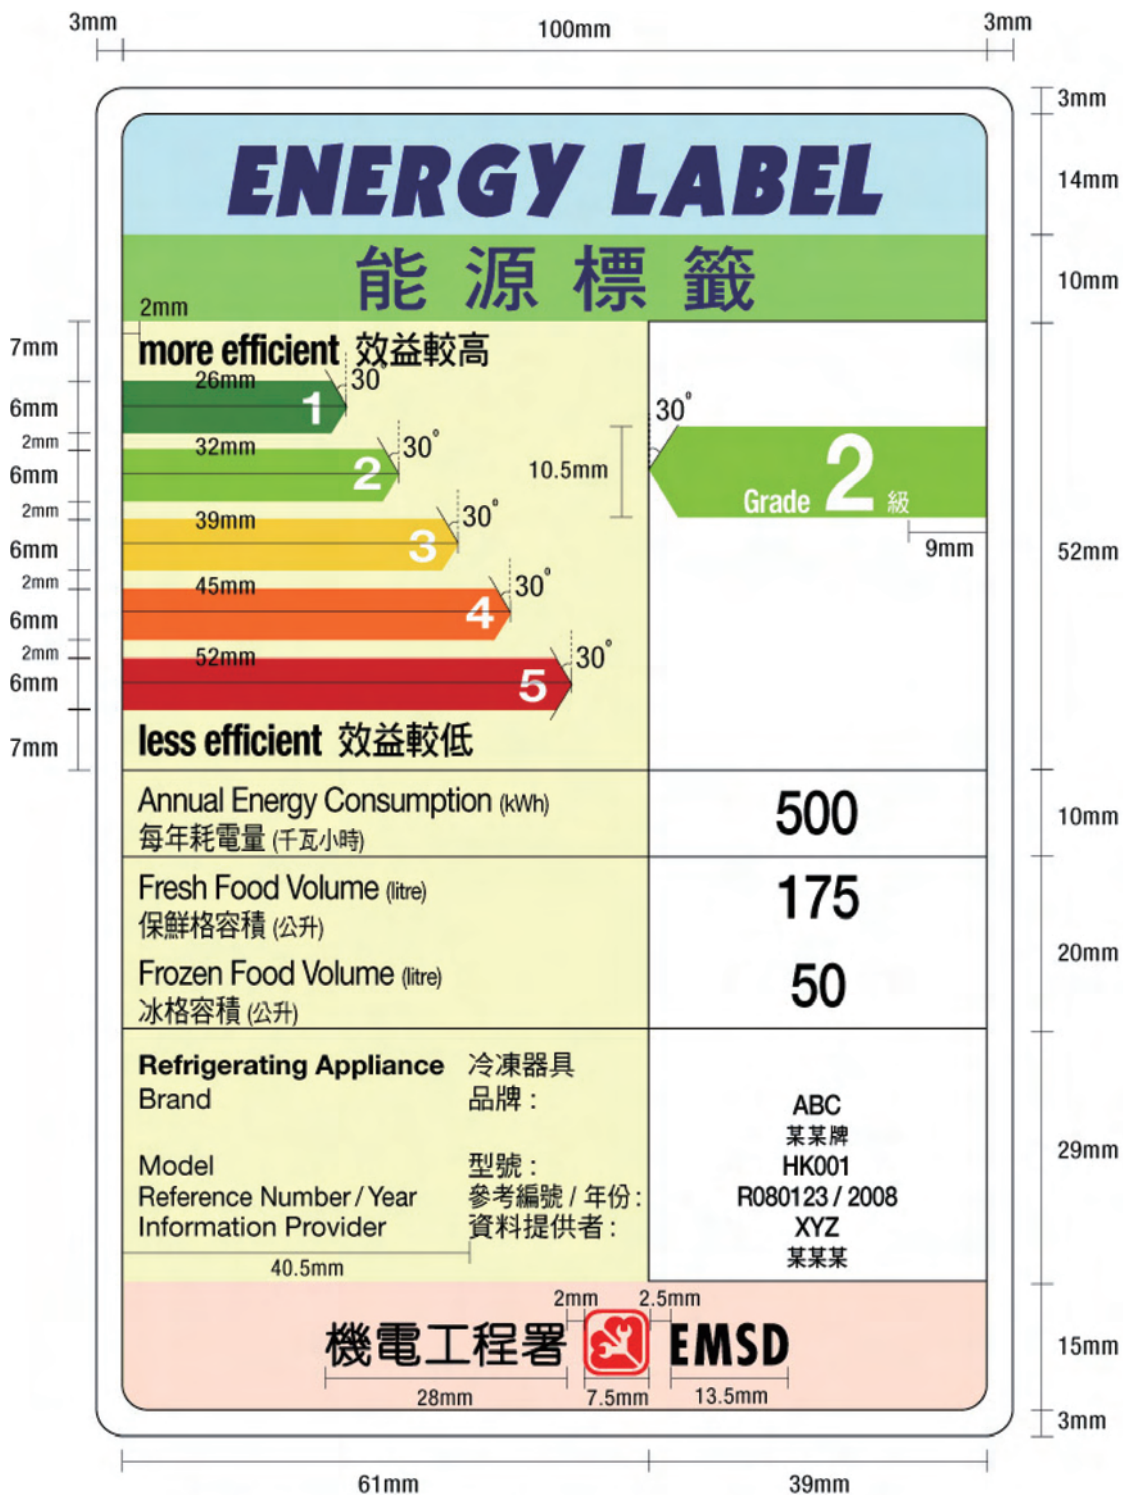 3mm
100mm
3mm
3mm
ENERGY LABEL
14mm
能源標籤
10mm
2mm
7mm
more efficient 效益較高
26mm
30°
6mm
1
30°
2mm
32mm
30°
6mm
2
10.5mm
Grade 2 級
2mm
39mm
30°
9mm
6mm
3
52mm
2mm
45mm
30°
6mm
4
2mm
52mm
30°
6mm
5
7mm
less efficient 效益較低
Annual Energy Consumption (kWh)
每年耗電量 (千瓦小時)
500
10mm
Fresh Food Volume (litre)
保鮮格容積 (公升)
175
20mm
Frozen Food Volume (litre)
冰格容積 (公升)
50
Refrigerating Appliance 冷凍器具
Brand 品牌 :
ABC
某某牌
29mm
Model 型號 :
HK001
Reference Number / Year 參考編號 / 年份 :
R080123 / 2008
Information Provider 資料提供者 :
XYZ
某某某
40.5mm
2mm
2.5mm
機電工程署 EMSD
15mm
28mm
7.5mm
13.5mm
3mm
61mm
39mm